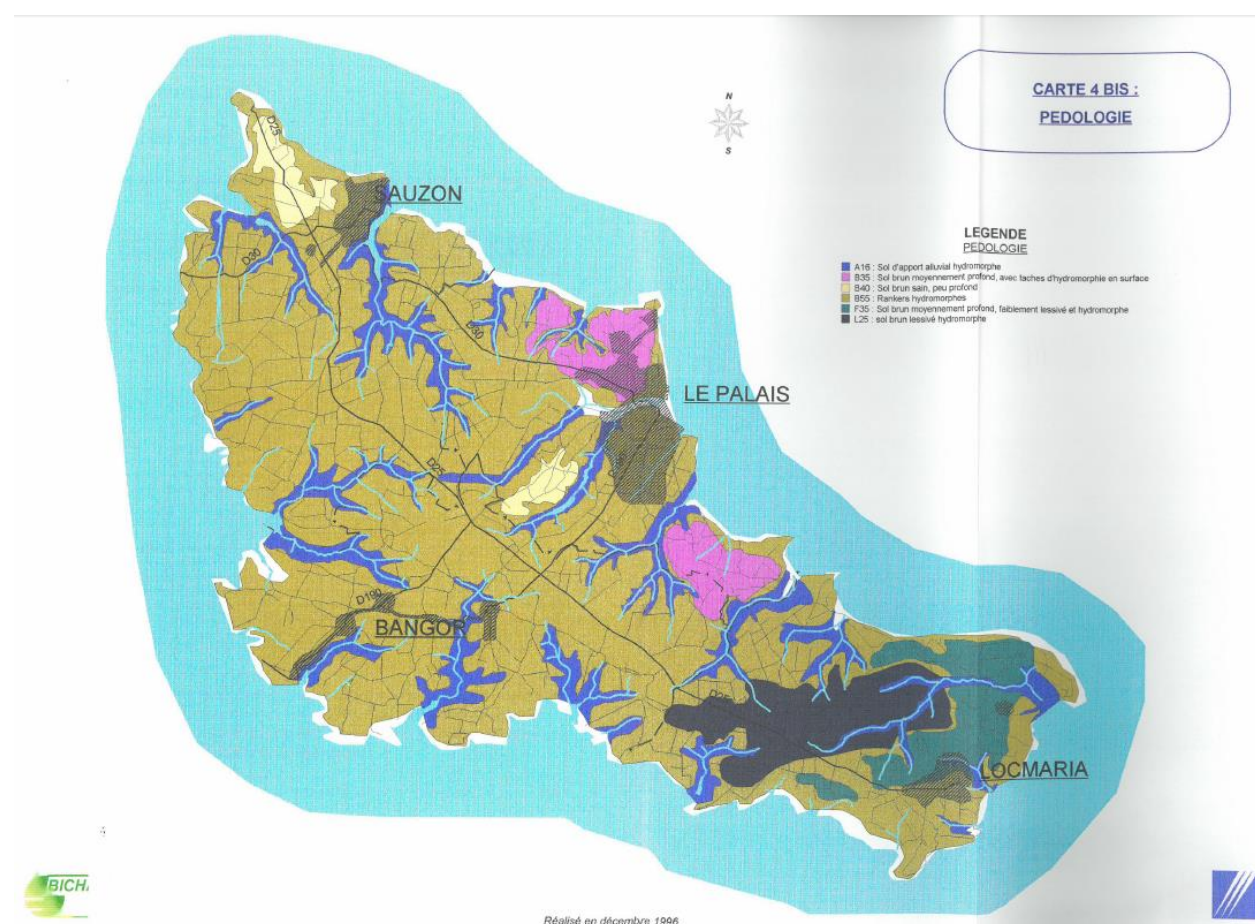 CARTE 4 BIS :
PEDOLOGIE
N
S
D25
SAUZON
LEGENDE
PEDOLOGIE
A16 : Sol d'apport alluvial hydromorphe
B35 : Sol brun moyennement profond, avec taches d'hydromorphie en surface
B40 : Sol brun sain, peu profond
B55 : Rankers hydromorphes
F35 : Sol brun moyennement profond, faiblement lessivé et hydromorphe
L25 : sol brun lessivé hydromorphe
D30
D30
LE PALAIS
D25
D190
BANGOR
D25
LOCMARIA
BICHA
Réalisé en décembre 1996